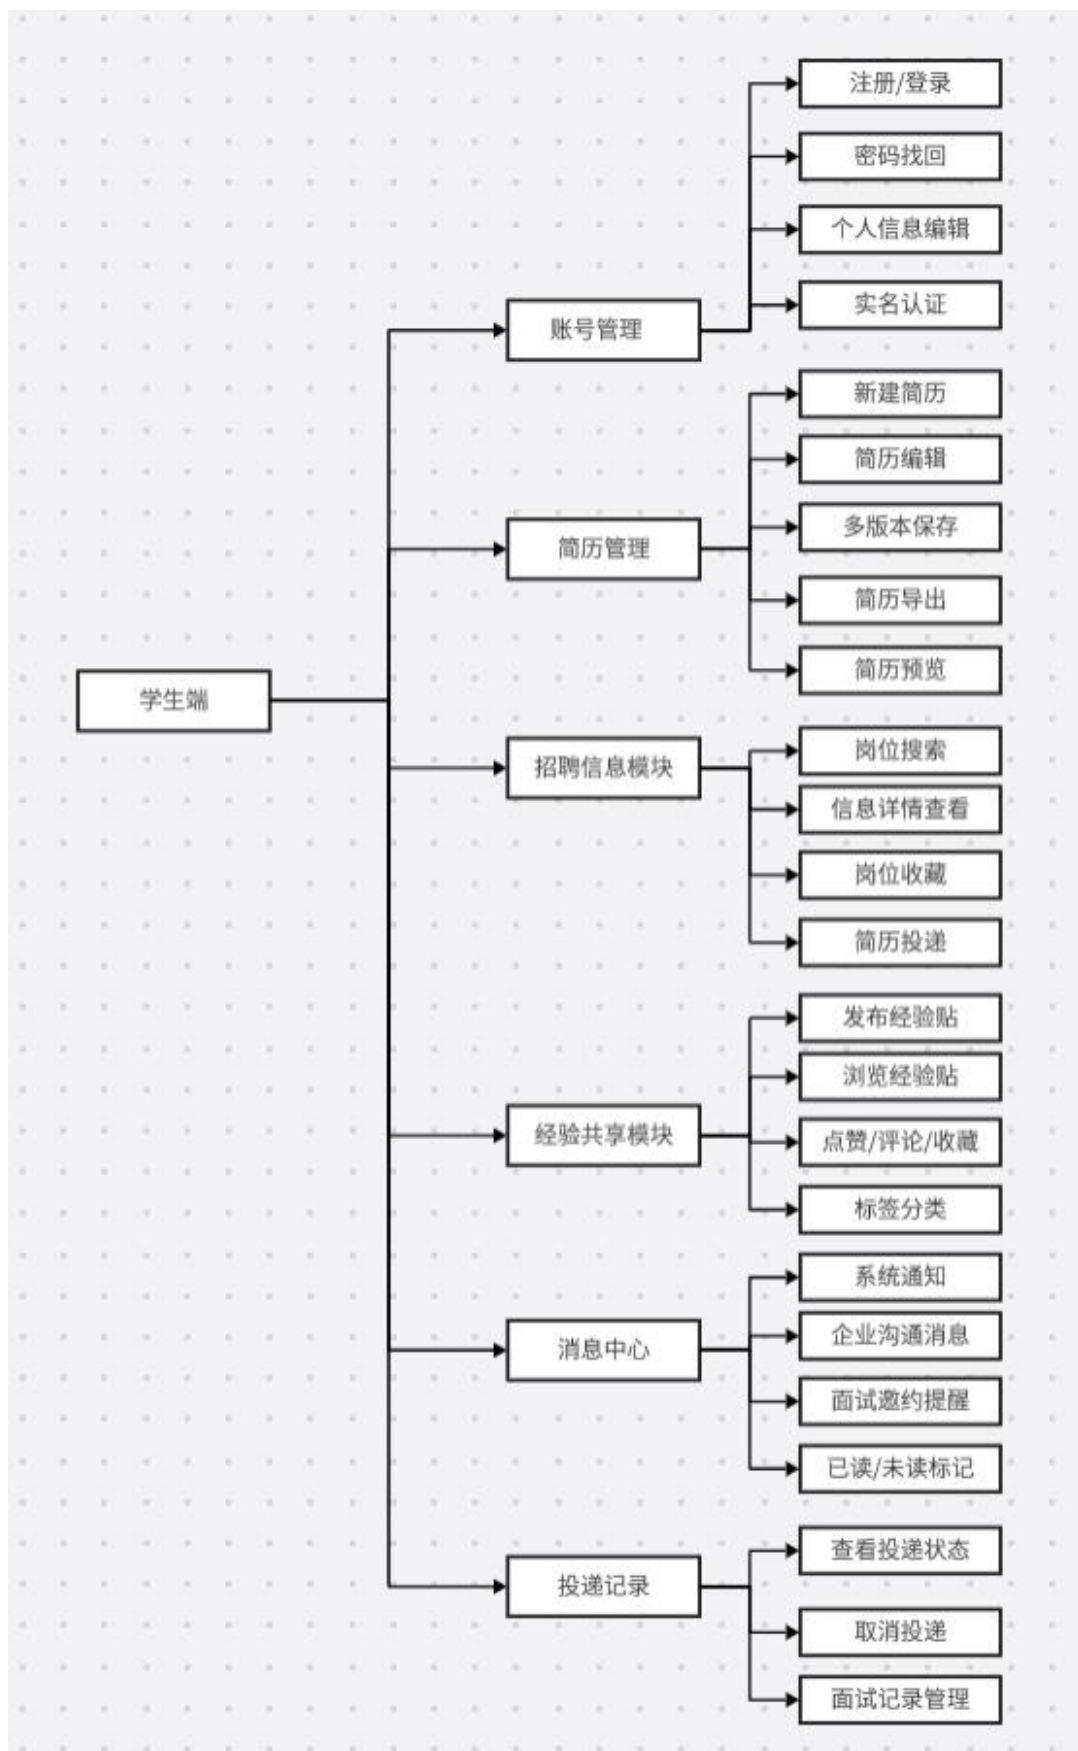 学生端
账号管理
注册/登录
密码找回
个人信息编辑
实名认证
简历管理
新建简历
简历编辑
多版本保存
简历导出
简历预览
招聘信息模块
岗位搜索
信息详情查看
岗位收藏
简历投递
经验共享模块
发布经验贴
浏览经验贴
点赞/评论/收藏
标签分类
消息中心
系统通知
企业沟通消息
面试邀约提醒
已读/未读标记
投递记录
查看投递状态
取消投递
面试记录管理